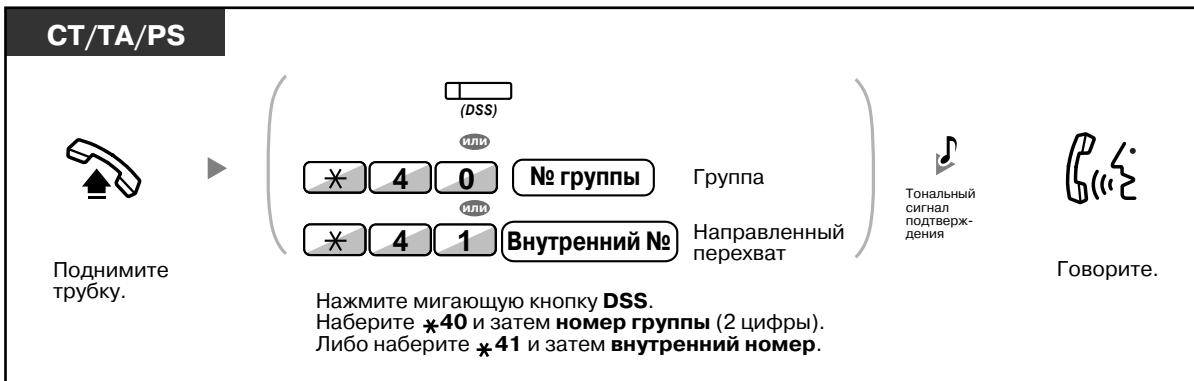 CT/TA/PS
(DSS)
или
* 4 0 № группы Группа
или
* 4 1 Внутренний № Направленный
перехват
Тональный
сигнал
подтверж-
дения
Поднимите
трубку.
Говорите.
Нажмите мигающую кнопку DSS.
Наберите *40 и затем номер группы (2 цифры).
Либо наберите *41 и затем внутренний номер.